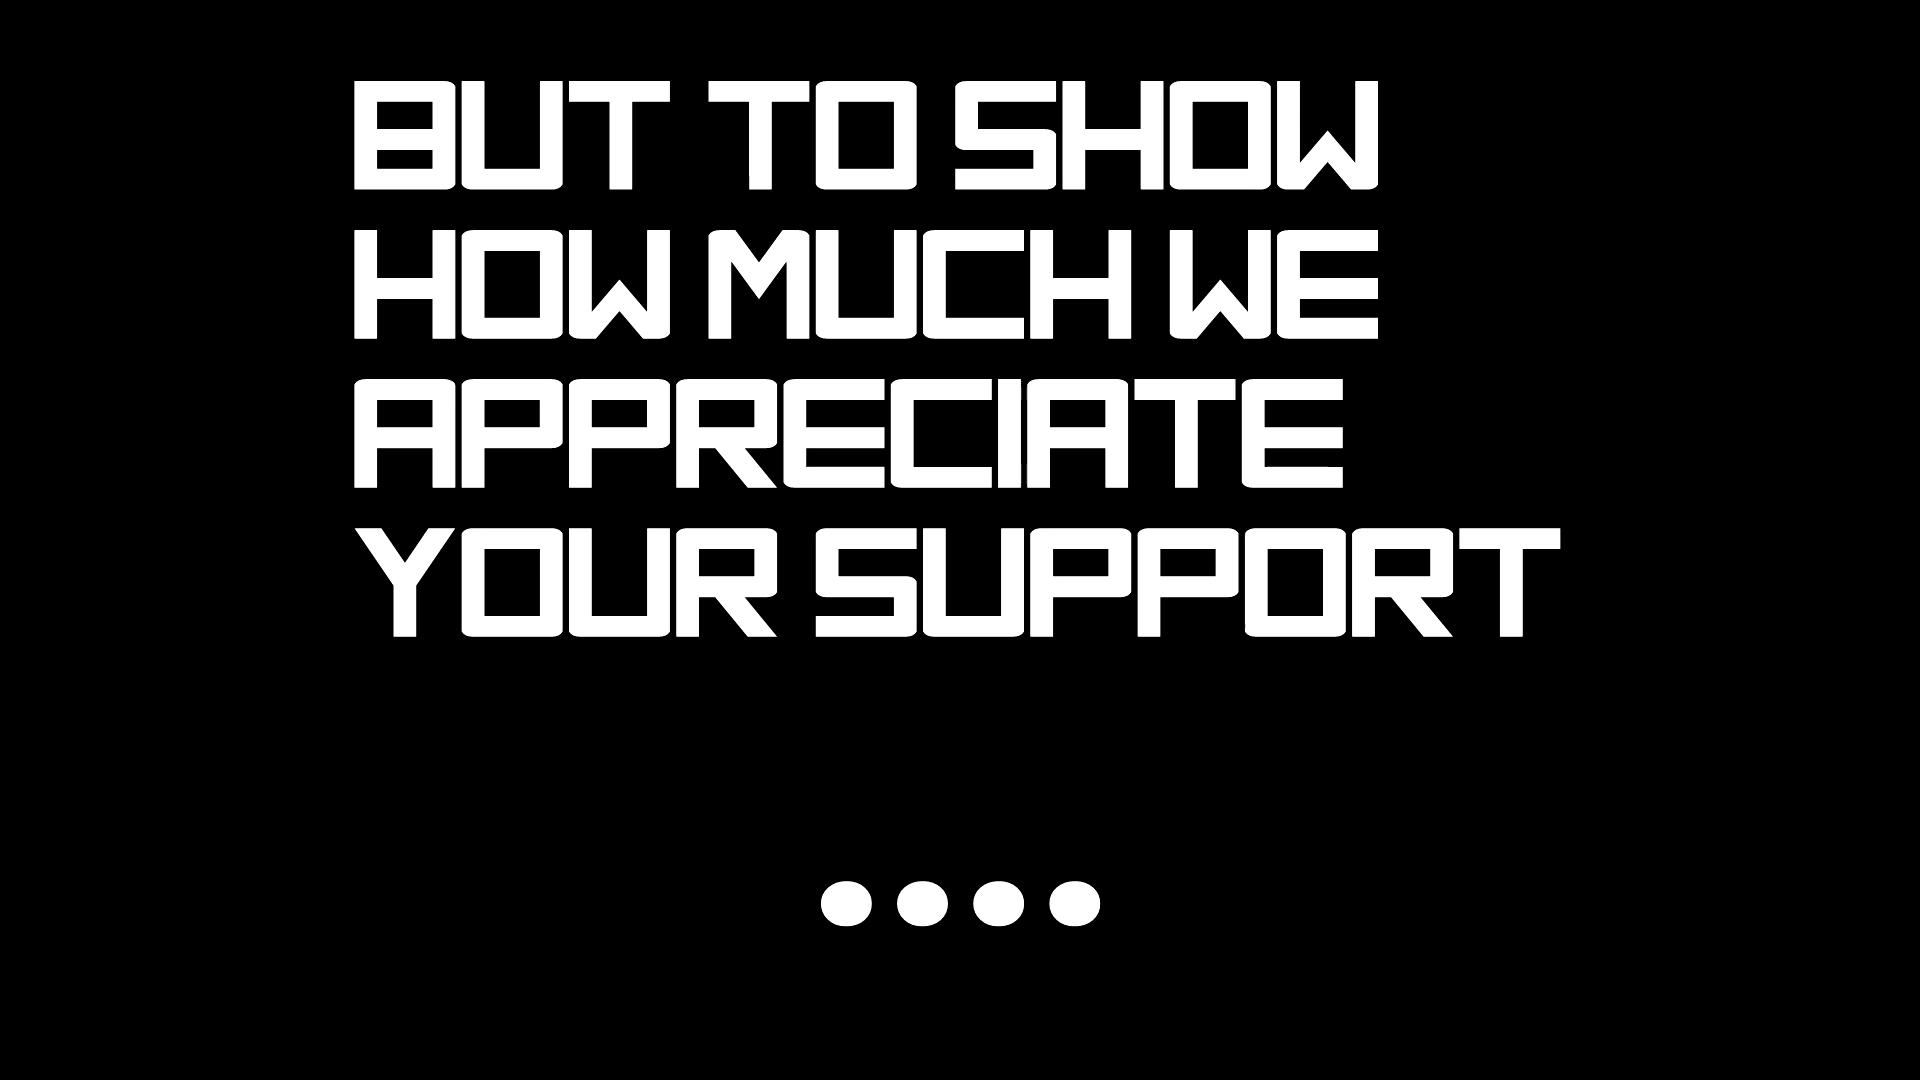 BUT TO SHOW
HOW MUCH WE
APPRECIATE
YOUR SUPPORT
....